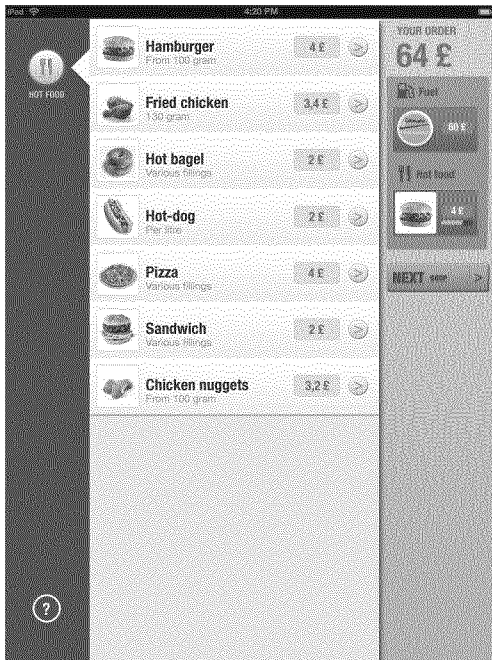 iPad
4:20 PM
HOT FOOD
Hamburger
From 100 gram
4 £
Fried chicken
130 gram
3,4 £
Hot bagel
Various fillings
2 £
Hot-dog
Per litre
2 £
Pizza
Various fillings
4 £
Sandwich
Various fillings
2 £
Chicken nuggets
From 100 gram
3,2 £
?
YOUR ORDER
64 £
Fuel
60 £
Hot food
4 £
NEXT